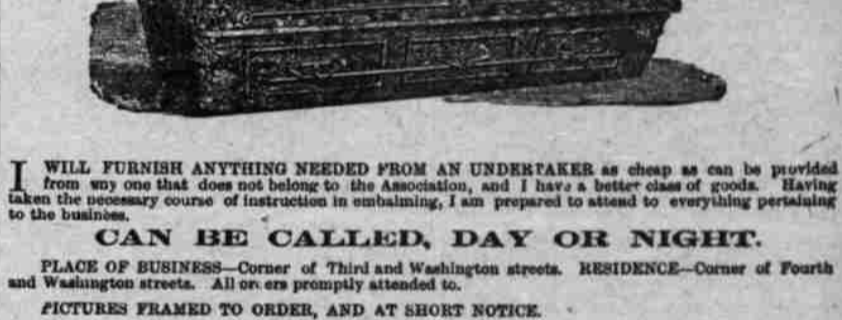 I WILL FURNISH ANYTHING NEEDED FROM AN UNDERTAKER as cheap as can be provided
from any one that does not belong to the Association, and I have a better class of goods. Having
taken the necessary course of instruction in embalming, I am prepared to attend to everything pertaining
to the business.
CAN BE CALLED, DAY OR NIGHT.
PLACE OF BUSINESS—Corner of Third and Washington streets. RESIDENCE—Corner of Fourth
and Washington streets. All orders promptly attended to.
PICTURES FRAMED TO ORDER, AND AT SHORT NOTICE.